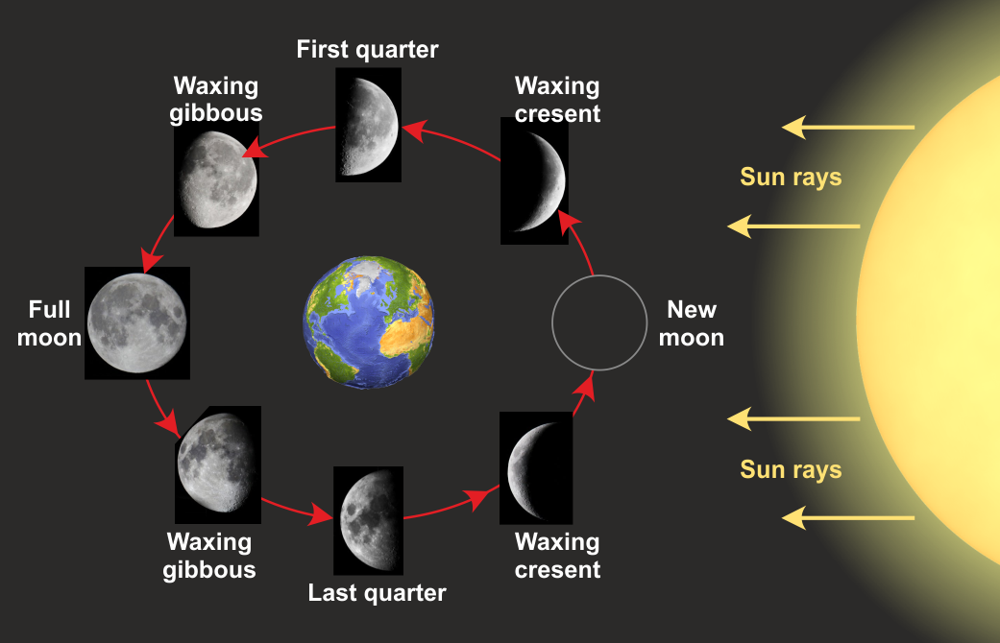 First quarter
Waxing
gibbous
Waxing
cresent
Sun rays
Full
moon
New
moon
Sun rays
Waxing
gibbous
Waxing
cresent
Last quarter